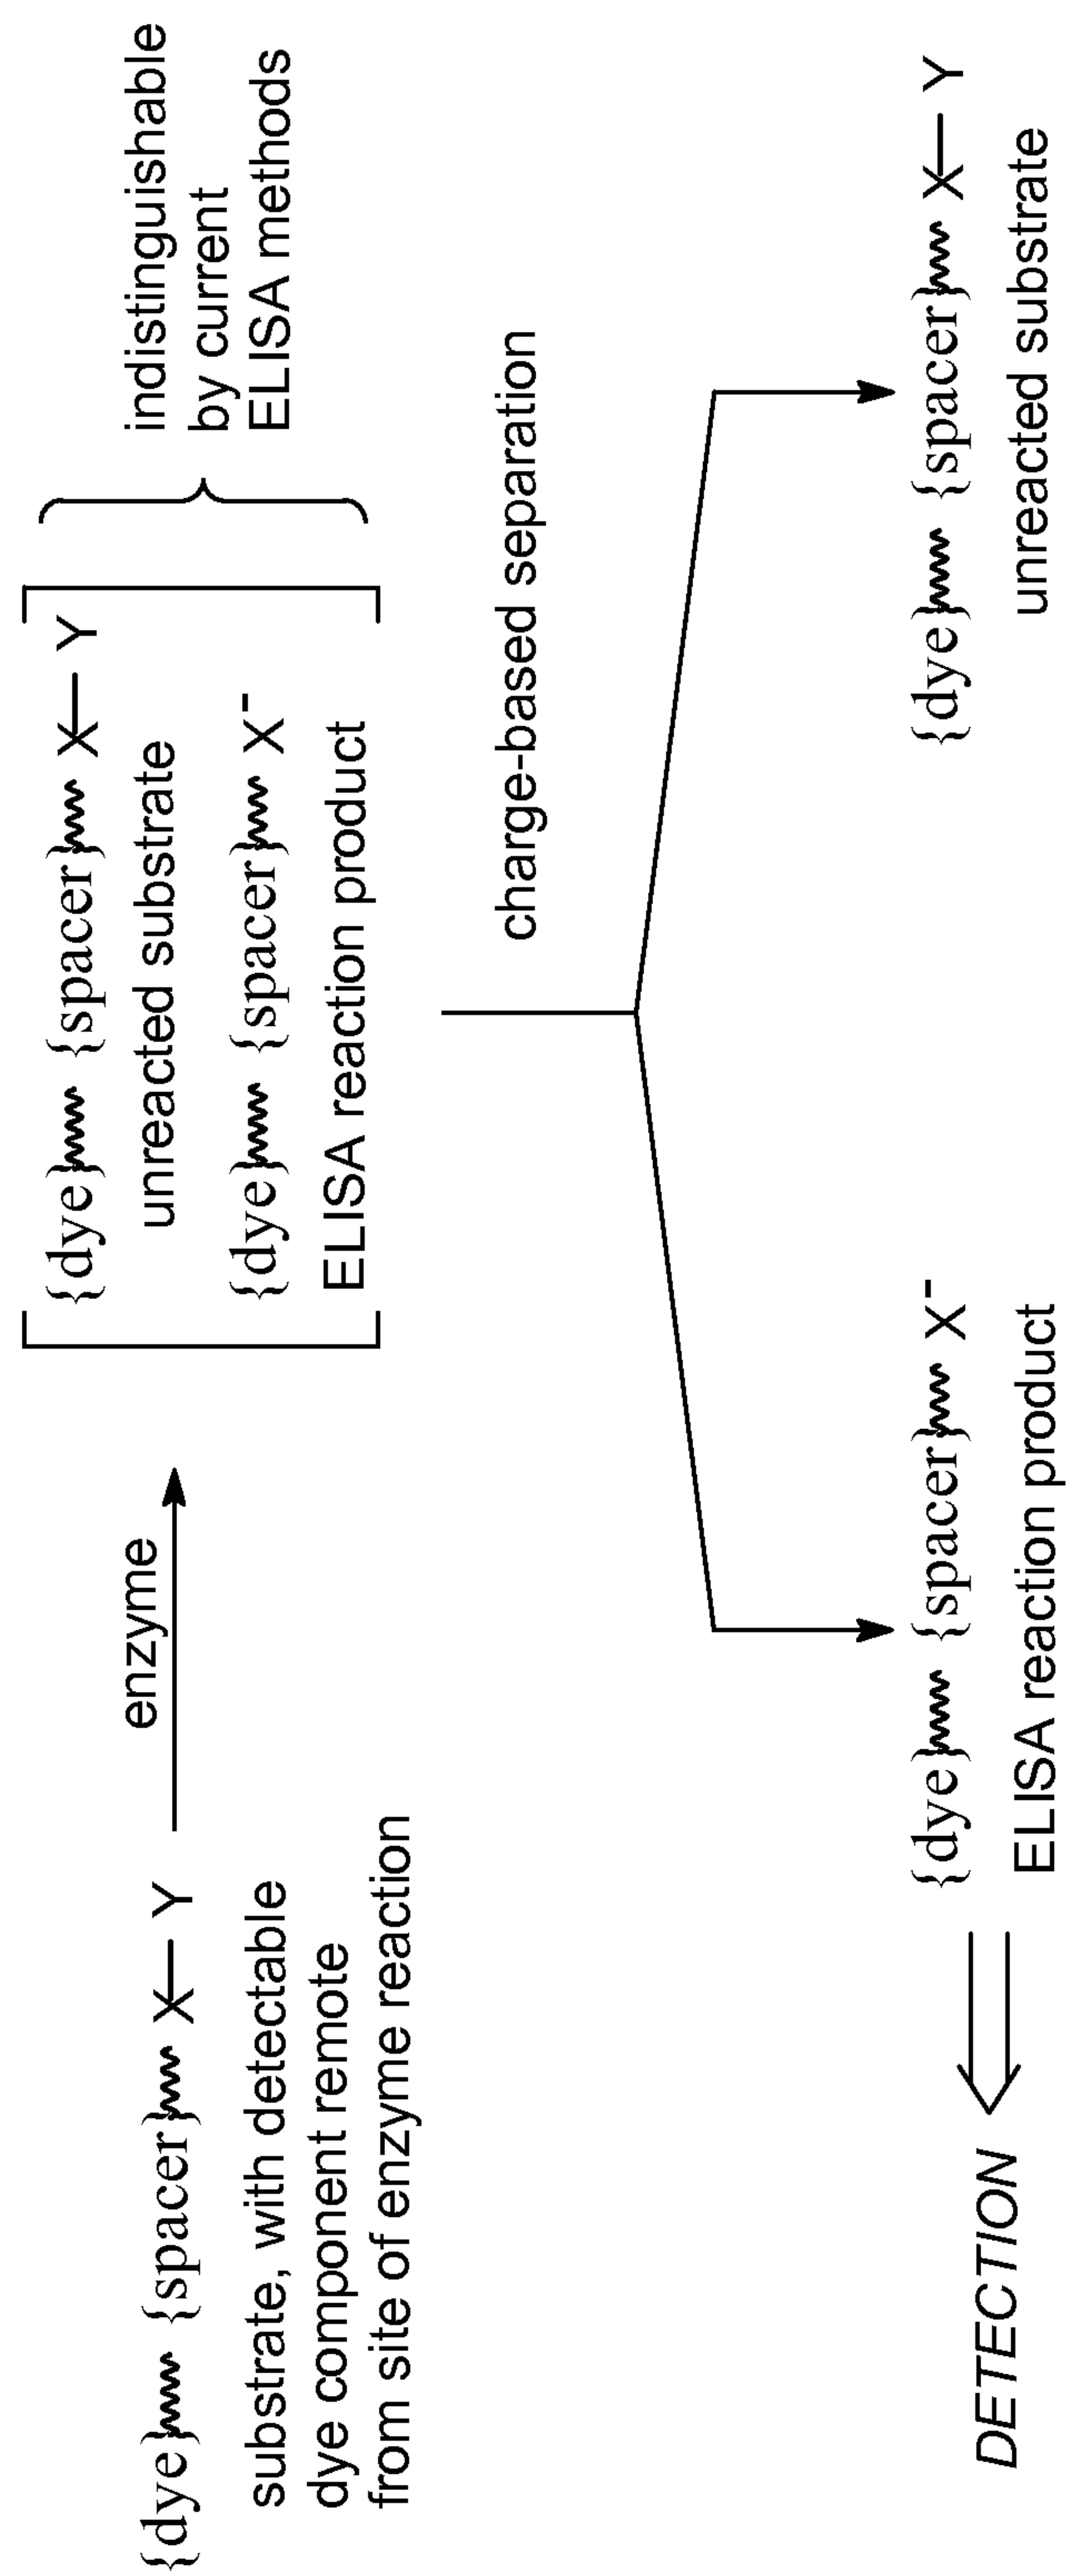 {dye} {spacer} X—Y
substrate, with detectable
dye component remote
from site of enzyme reaction
enzyme
{dye} {spacer} X—Y
unreacted substrate
{dye} {spacer} X⁻
ELISA reaction product
indistinguishable
by current
ELISA methods
charge-based separation
DETECTION
{dye} {spacer} X⁻
ELISA reaction product
{dye} {spacer} X—Y
unreacted substrate